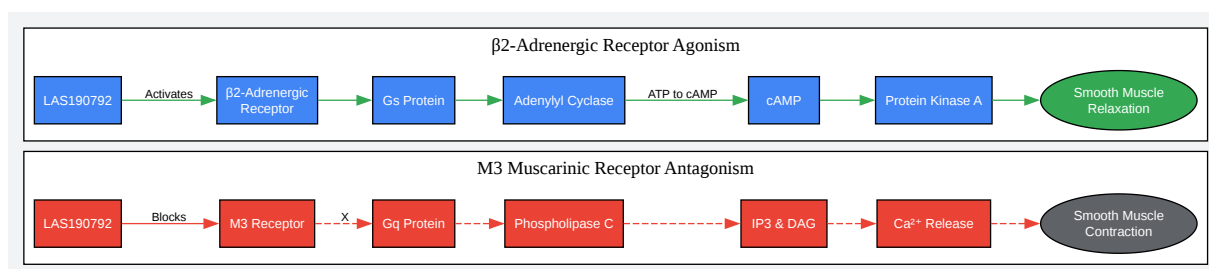 β2-Adrenergic Receptor Agonism
LAS190792
Activates
β2-Adrenergic
Receptor
Gs Protein
Adenylyl Cyclase
ATP to cAMP
cAMP
Protein Kinase A
Smooth Muscle
Relaxation
M3 Muscarinic Receptor Antagonism
LAS190792
Blocks
M3 Receptor
X
Gq Protein
Phospholipase C
IP3 & DAG
Ca²⁺ Release
Smooth Muscle
Contraction